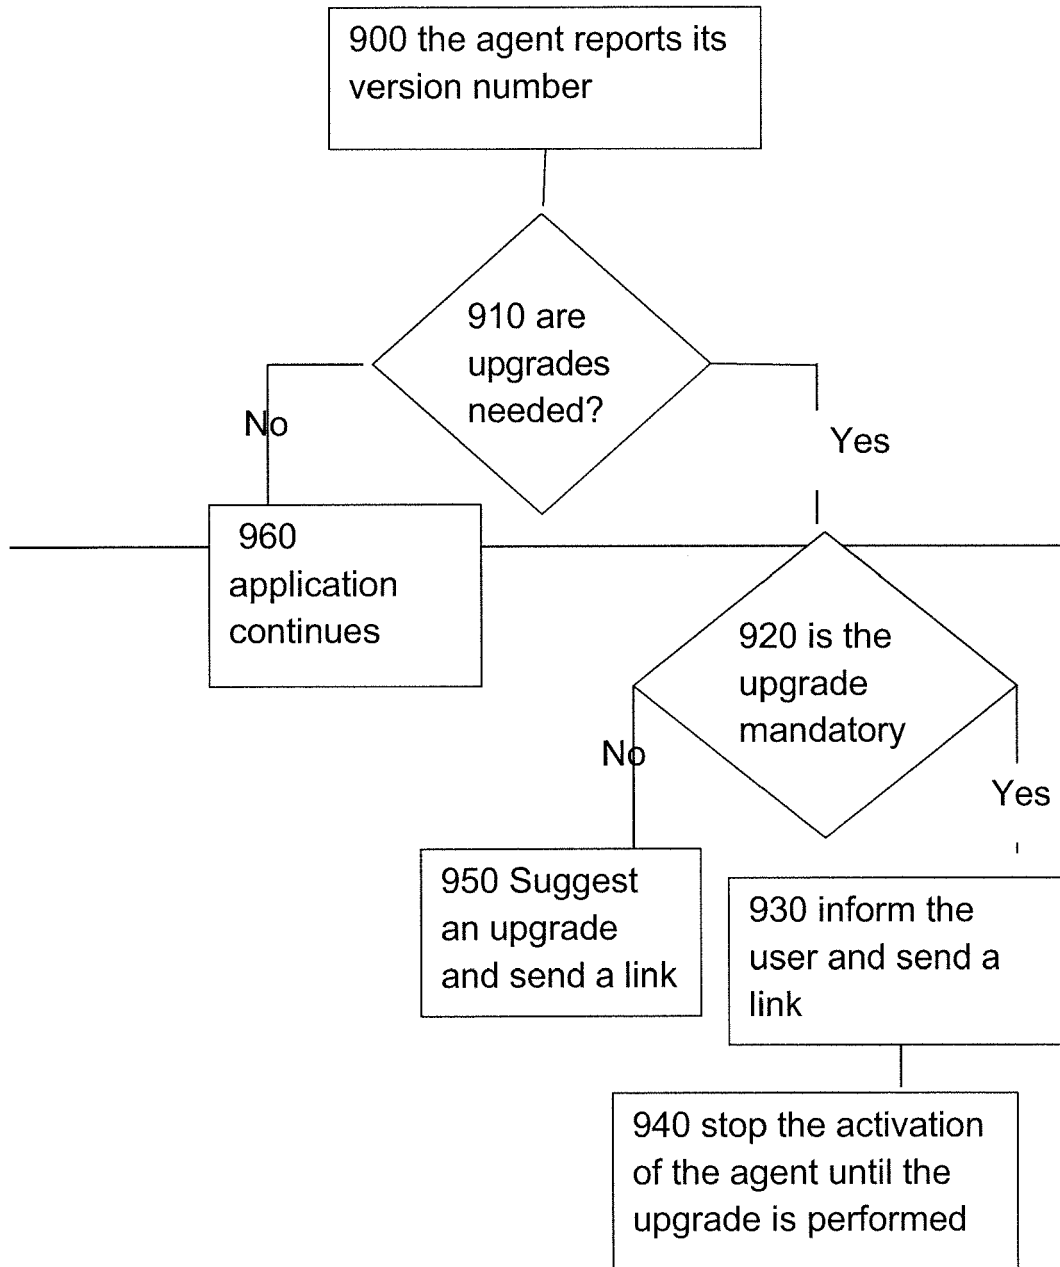 900 the agent reports its
version number
910 are
upgrades
needed?
No
Yes
960
application
continues
920 is the
upgrade
mandatory
No
Yes
950 Suggest
an upgrade
and send a link
930 inform the
user and send a
link
940 stop the activation
of the agent until the
upgrade is performed